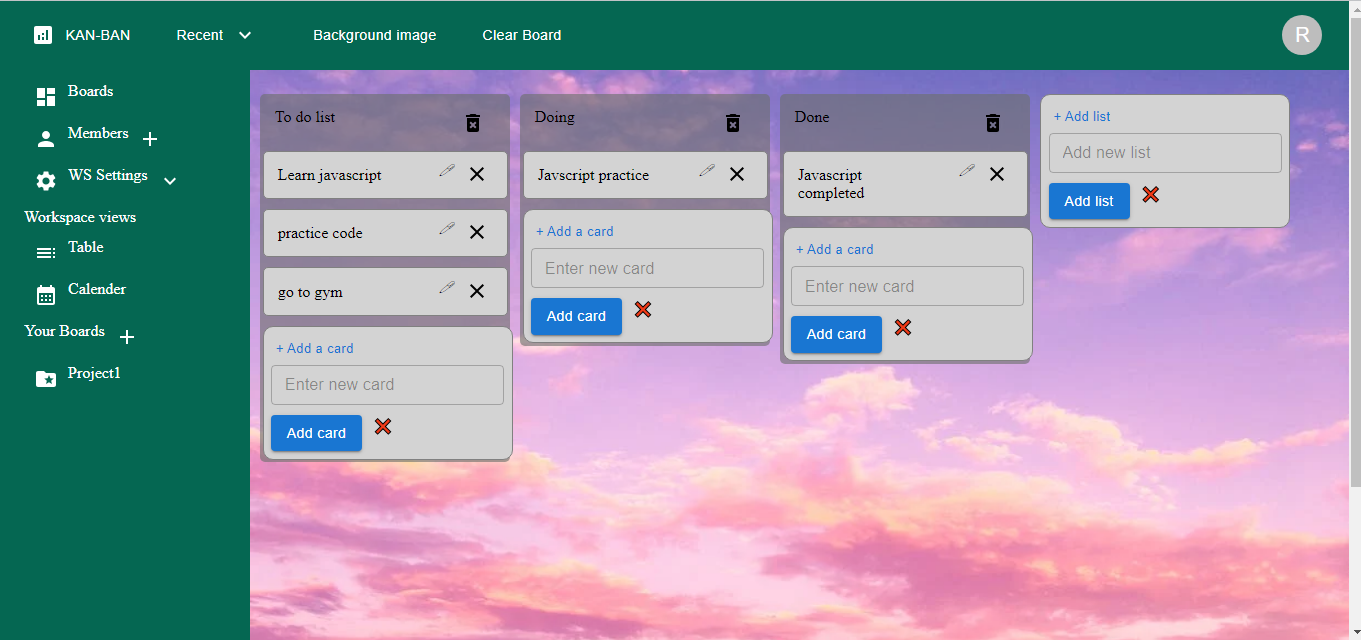 KAN-BAN Recent Background image Clear Board R
Boards
Members
WS Settings
Workspace views
Table
Calender
Your Boards
Project1
To do list
Learn javascript
practice code
go to gym
+ Add a card
Enter new card
Add card
Doing
Javscript practice
+ Add a card
Enter new card
Add card
Done
Javascript
completed
+ Add a card
Enter new card
Add card
+ Add list
Add new list
Add list